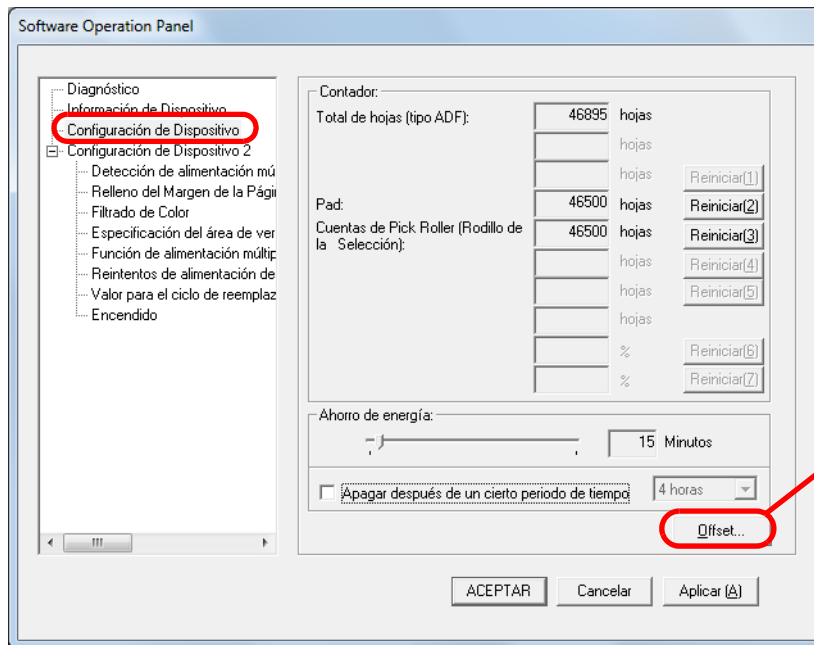 Software Operation Panel
Diagnóstico
Información de Dispositivo
Configuración de Dispositivo
Configuración de Dispositivo 2
Detección de alimentación mú
Relleno del Margen de la Pági
Filtrado de Color
Especificación del área de ver
Función de alimentación múltip
Reintentos de alimentación de
Valor para el ciclo de reemplaz
Encendido
Contador:
Total de hojas (tipo ADF): 46895 hojas
hojas
hojas Reiniciar(1)
Pad: 46500 hojas Reiniciar(2)
Cuentas de Pick Roller (Rodillo de 46500 hojas Reiniciar(3)
la Selección):
hojas Reiniciar(4)
hojas Reiniciar(5)
hojas
% Reiniciar(6)
% Reiniciar(7)
Ahorro de energía:
15 Minutos
Apagar después de un cierto periodo de tiempo 4 horas
Offset...
ACEPTAR Cancelar Aplicar (A)